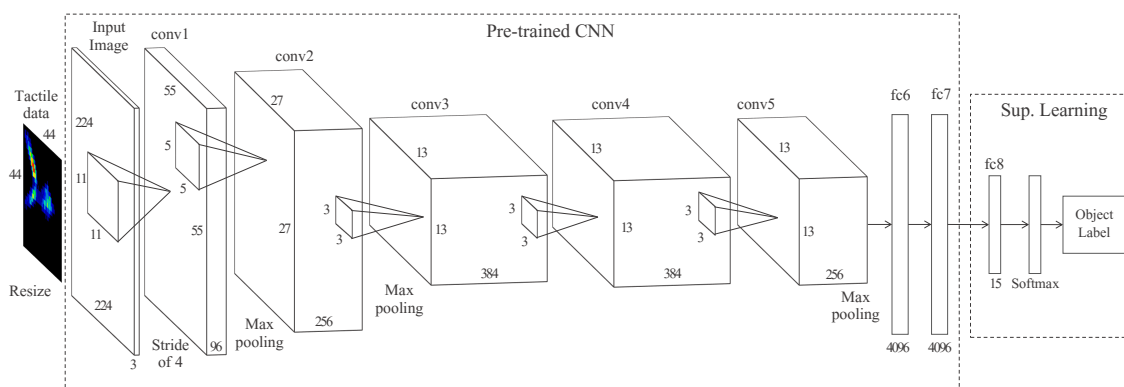 Pre-trained CNN
Input
Image
conv1
conv2
conv3
conv4
conv5
fc6
fc7
Sup. Learning
fc8
Tactile
data
44
44
Resize
224
11
11
224
3
55
5
5
55
Stride
of 4
96
27
27
Max
pooling
256
3
3
13
13
384
Max
pooling
3
3
13
13
384
3
3
13
13
256
Max
pooling
4096
4096
15
Softmax
Object
Label